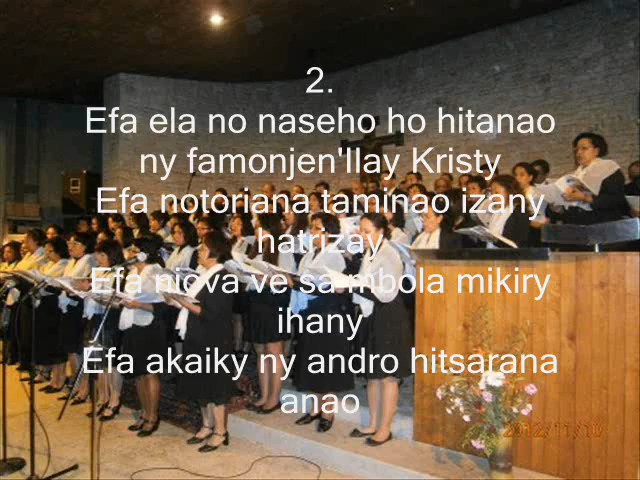 2.
Efa ela no naseho ho hitanao
ny famonjen'Ilay Kristy
Efa notoriana taminao izany
hatrizay
Efa niova ve sa mbola mikiry
ihany
Efa akaiky ny andro hitsarana
anao
2012/11/10